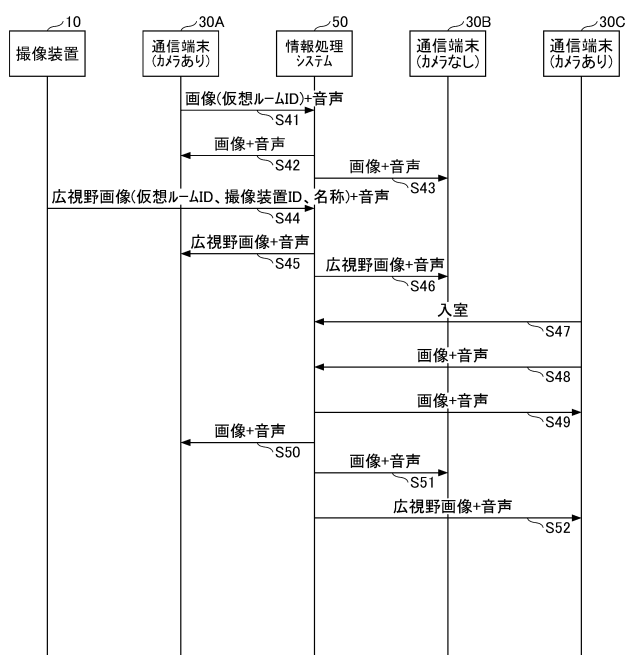 10
30A
50
30B
30C
撮像装置
通信端末
(カメラあり)
情報処理
システム
通信端末
(カメラなし)
通信端末
(カメラあり)
画像(仮想ルームID)+音声
S41
画像+音声
S42
画像+音声
S43
広視野画像(仮想ルームID、撮像装置ID、名称)+音声
S44
広視野画像+音声
S45
広視野画像+音声
S46
入室
S47
画像+音声
S48
画像+音声
S49
画像+音声
S50
画像+音声
S51
広視野画像+音声
S52